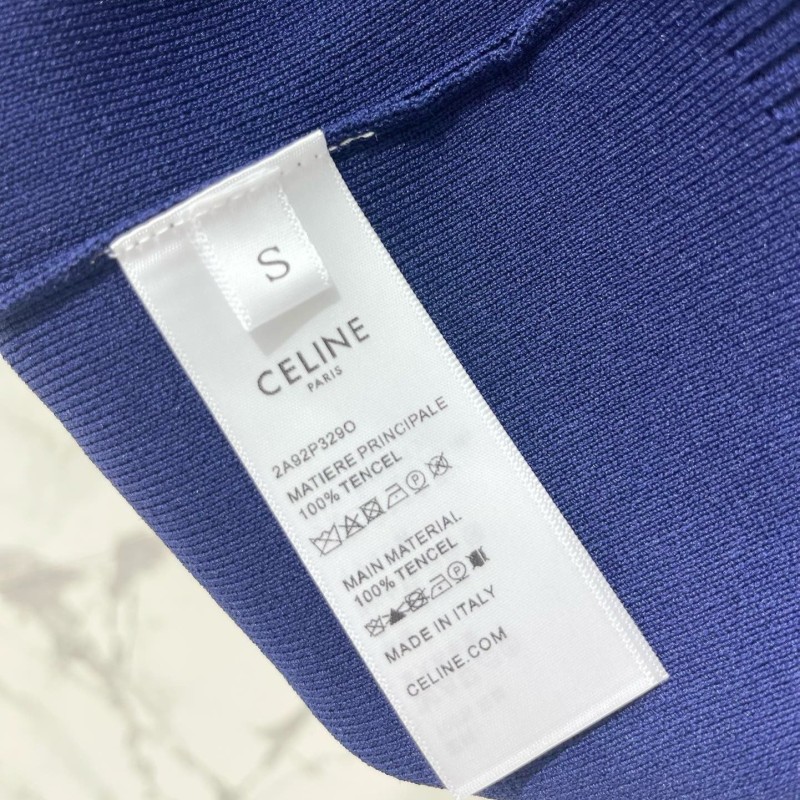 S
CELINE
PARIS
2A92P329O
MATIERE PRINCIPALE
100% TENCEL
MAIN MATERIAL
100% TENCEL
MADE IN ITALY
CELINE.COM